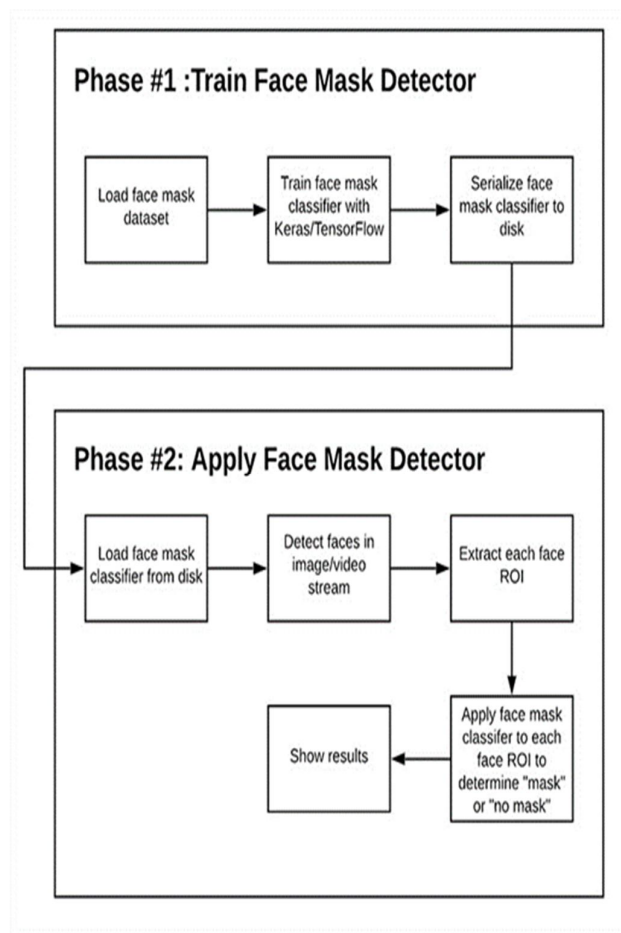 Phase #1 :Train Face Mask Detector
Load face mask
dataset
Train face mask
classifier with
Keras/TensorFlow
Serialize face
mask classifier to
disk
Phase #2: Apply Face Mask Detector
Load face mask
classifier from disk
Detect faces in
image/video
stream
Extract each face
ROI
Apply face mask
classifer to each
face ROI to
determine "mask"
or "no mask"
Show results